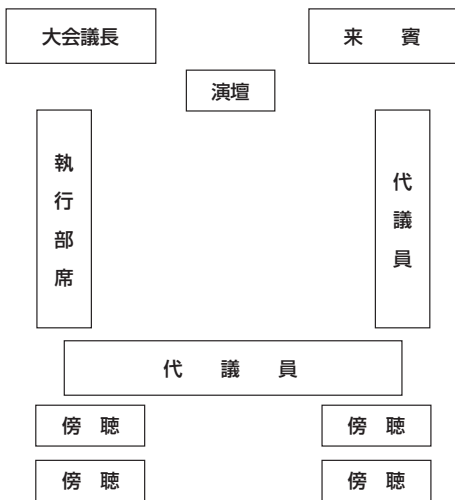 大会議長
来　賓
演壇
執行部席
代議員
代　議　員
傍　聴
傍　聴
傍　聴
傍　聴